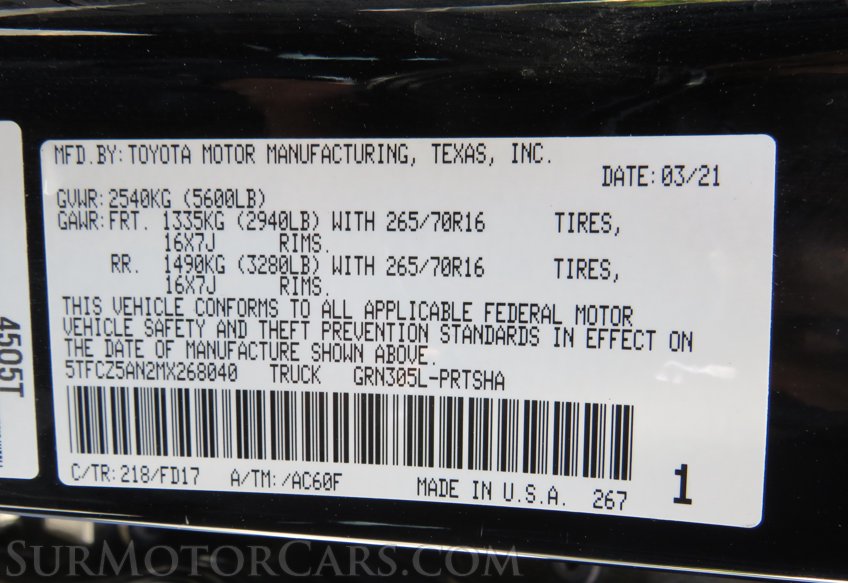 MFD.BY: TOYOTA MOTOR MANUFACTURING, TEXAS, INC.
DATE: 03/21
GVWR: 2540KG (5600LB)
GAWR: FRT. 1335KG (2940LB) WITH 265/70R16 TIRES,
16X7J RIMS.
RR. 1490KG (3280LB) WITH 265/70R16 TIRES,
16X7J RIMS.
THIS VEHICLE CONFORMS TO ALL APPLICABLE FEDERAL MOTOR
VEHICLE SAFETY AND THEFT PREVENTION STANDARDS IN EFFECT ON
THE DATE OF MANUFACTURE SHOWN ABOVE.
5TFCZ5AN2MX268040 TRUCK GRN305L-PRTSHA
C/TR: 218/FD17 A/TM: /AC60F MADE IN U.S.A. 267 1
4505T
SURMOTORCARS.COM